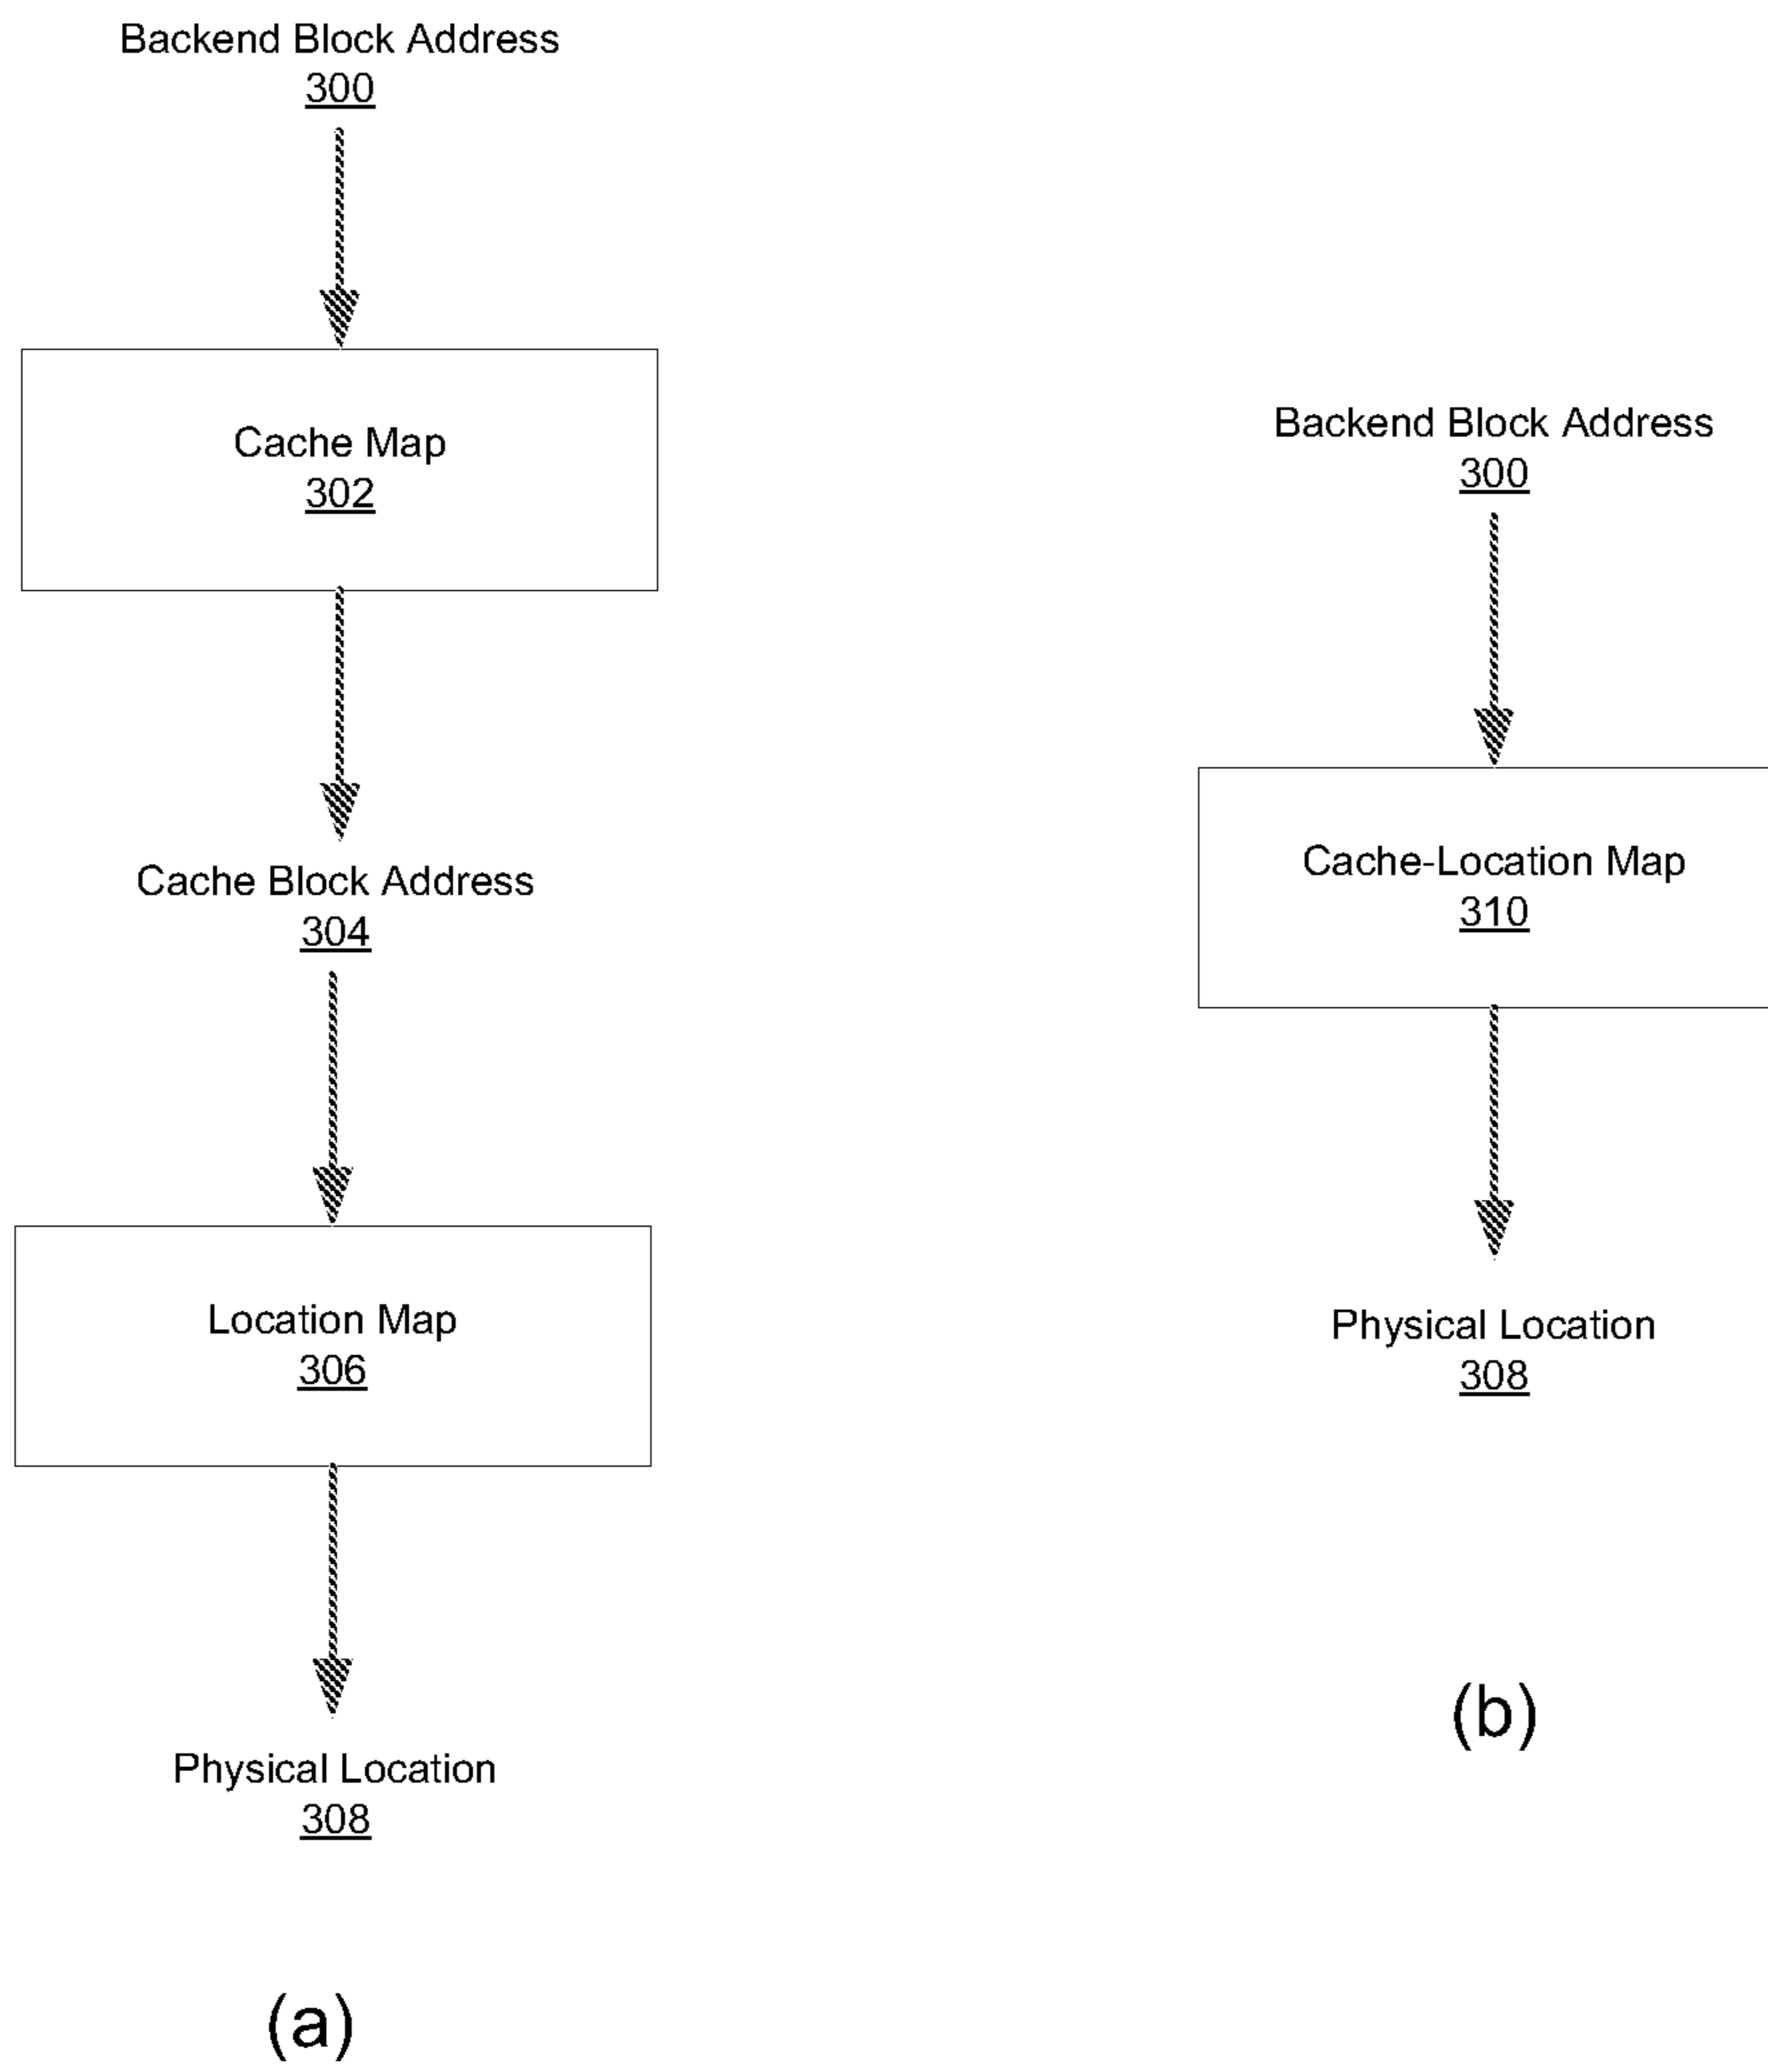 Backend Block Address
300
Cache Map
302
Cache Block Address
304
Location Map
306
Physical Location
308
(a)
Backend Block Address
300
Cache-Location Map
310
Physical Location
308
(b)